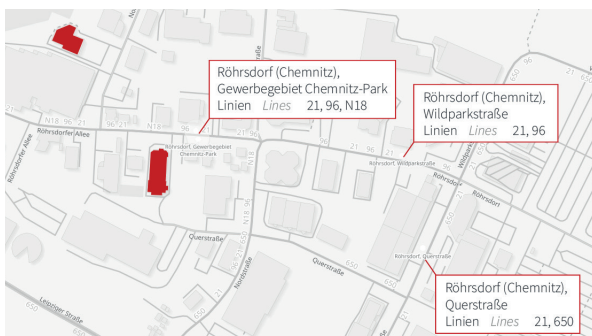 Röhrsdorf (Chemnitz),
Gewerbegebiet Chemnitz-Park
Linien Lines 21, 96, N18
Röhrsdorf (Chemnitz),
Wildparkstraße
Linien Lines 21, 96
Röhrsdorf (Chemnitz),
Querstraße
Linien Lines 21, 650
Röhrsdorfer Allee
Röhrsdorfer Allee
Röhrsdorf, Gewerbegebiet
Chemnitz-Park
Röhrsdorf, Wildparkstraße
Röhrsdorf, Querstraße
Querstraße
Querstraße
Nordstraße
Leipziger Straße
N18
96
21
650